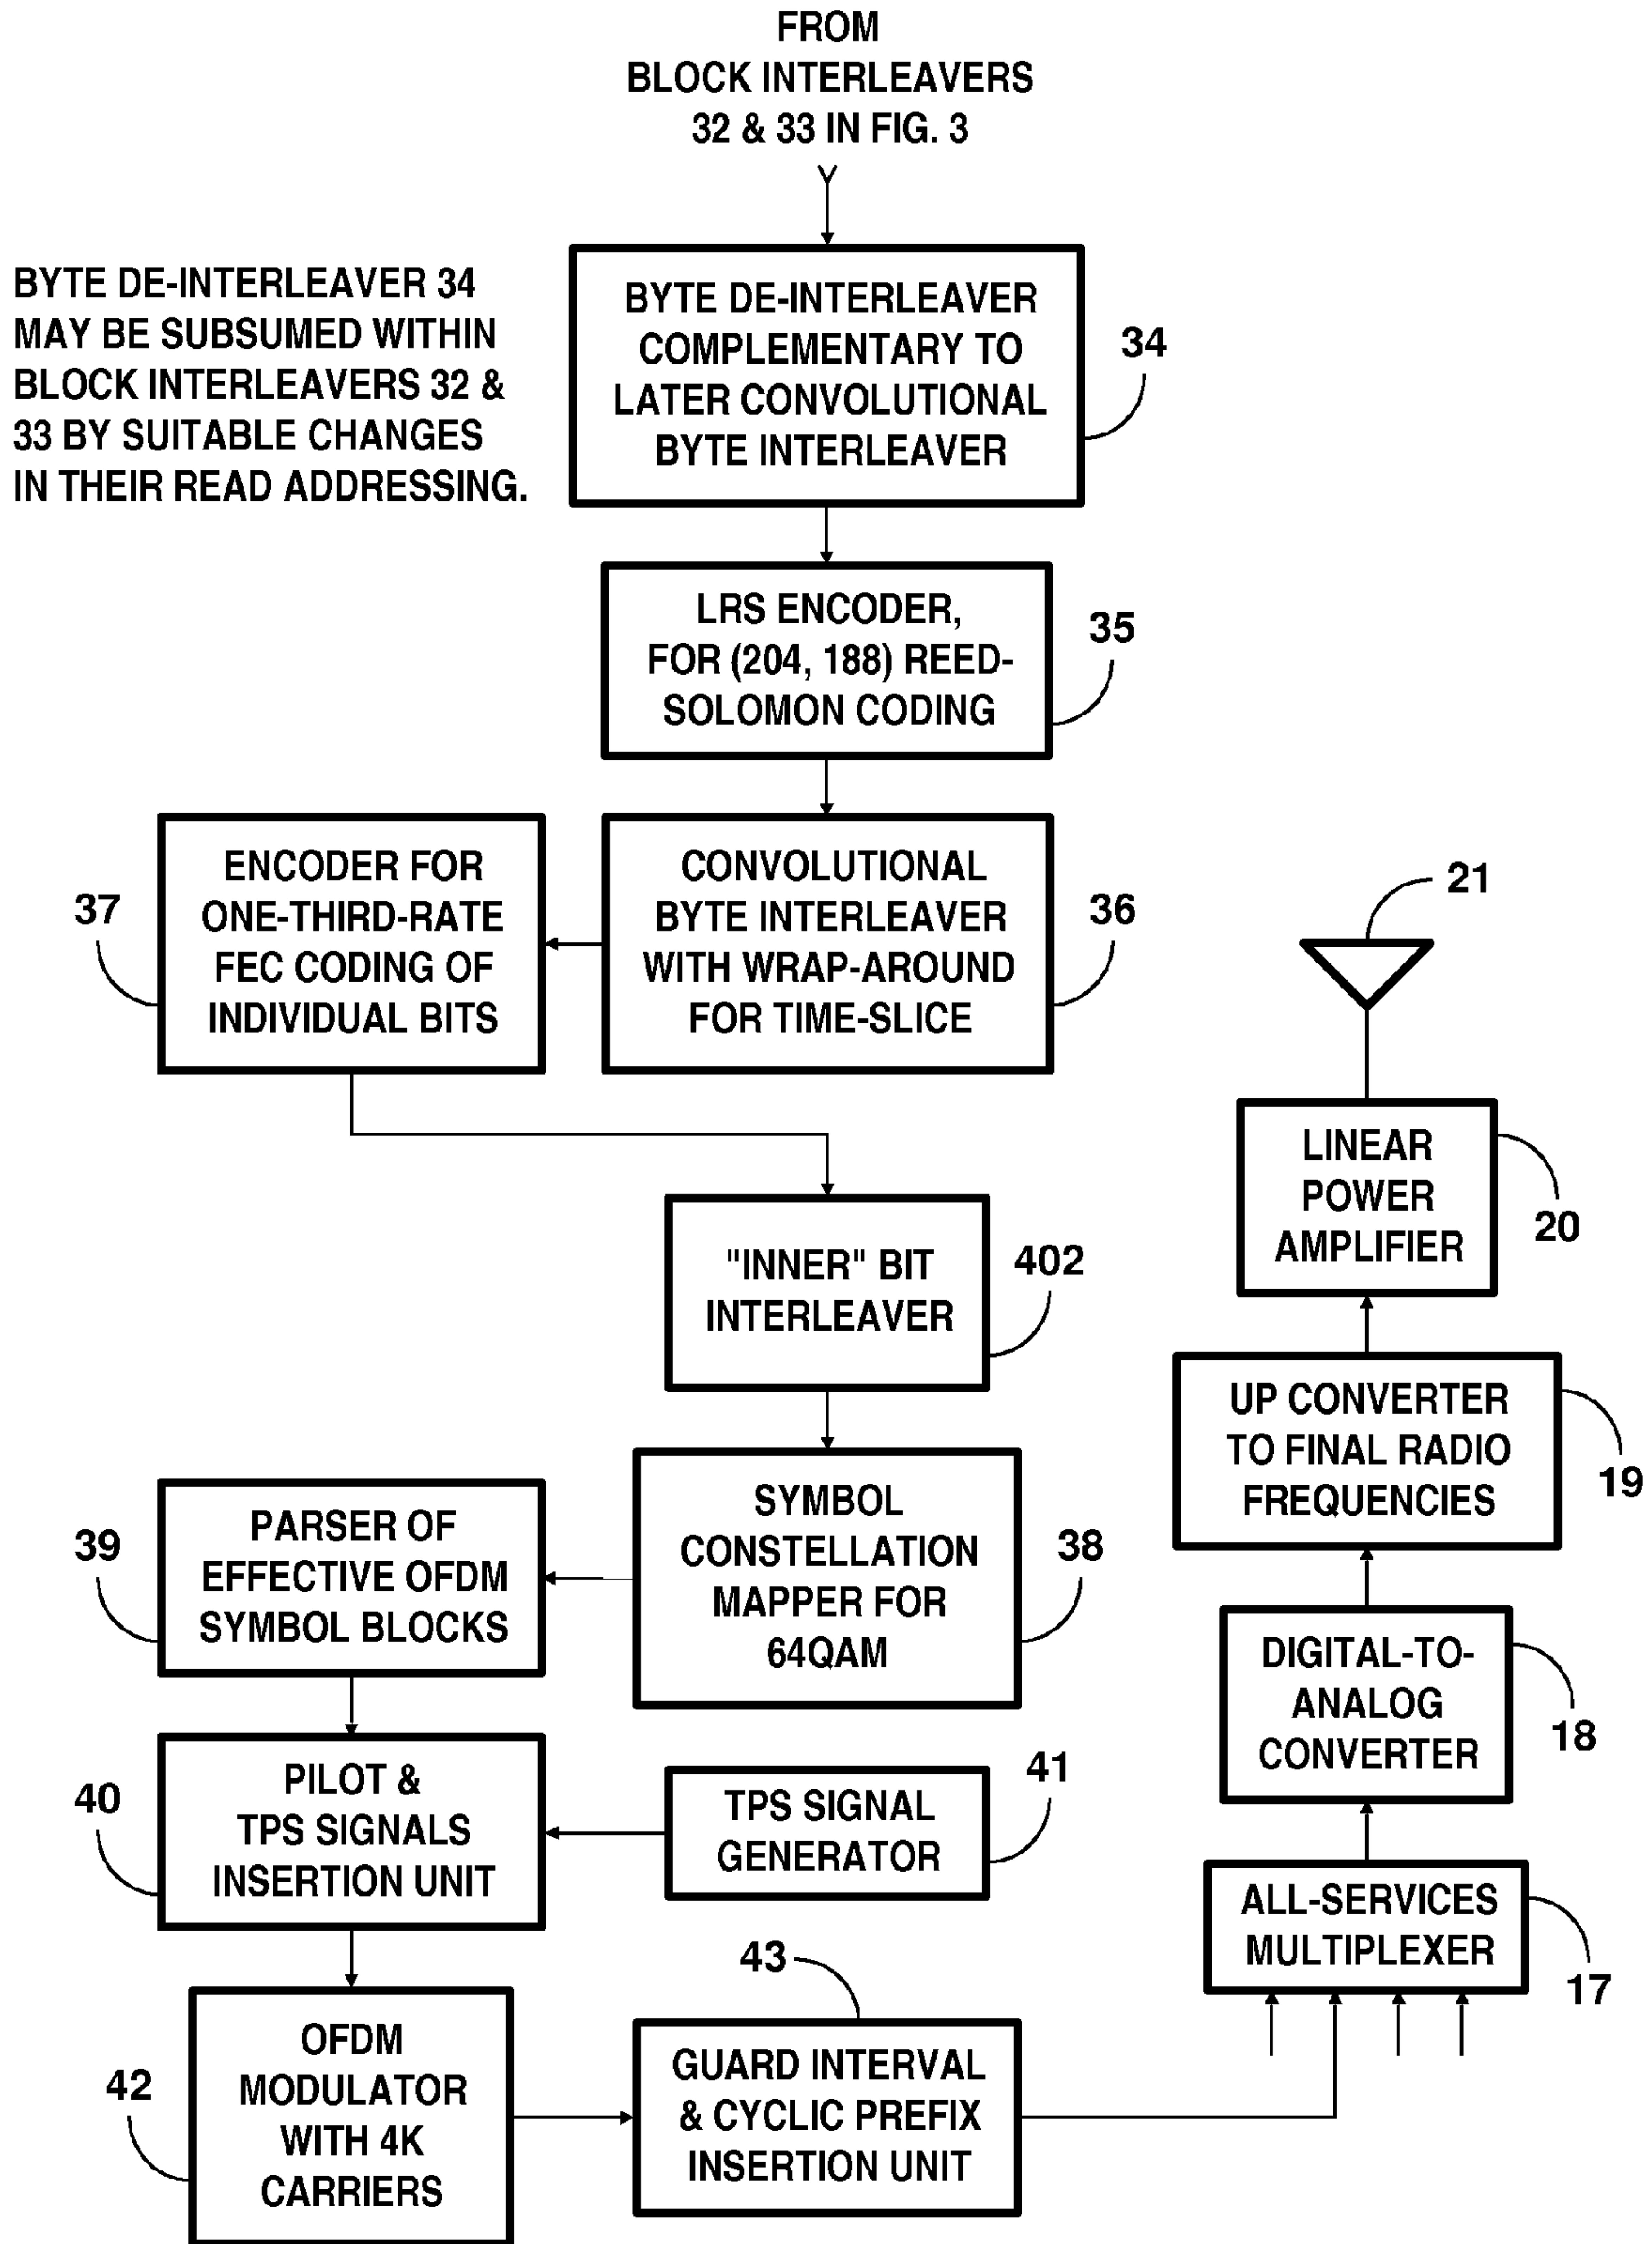 FROM
BLOCK INTERLEAVERS
32 & 33 IN FIG. 3
BYTE DE-INTERLEAVER 34
MAY BE SUBSUMED WITHIN
BLOCK INTERLEAVERS 32 &
33 BY SUITABLE CHANGES
IN THEIR READ ADDRESSING.
BYTE DE-INTERLEAVER
COMPLEMENTARY TO
LATER CONVOLUTIONAL
BYTE INTERLEAVER
34
LRS ENCODER,
FOR (204, 188) REED-
SOLOMON CODING
35
37
ENCODER FOR
ONE-THIRD-RATE
FEC CODING OF
INDIVIDUAL BITS
CONVOLUTIONAL
BYTE INTERLEAVER
WITH WRAP-AROUND
FOR TIME-SLICE
36
"INNER" BIT
INTERLEAVER
402
39
PARSER OF
EFFECTIVE OFDM
SYMBOL BLOCKS
SYMBOL
CONSTELLATION
MAPPER FOR
64QAM
38
40
PILOT &
TPS SIGNALS
INSERTION UNIT
TPS SIGNAL
GENERATOR
41
42
OFDM
MODULATOR
WITH 4K
CARRIERS
43
GUARD INTERVAL
& CYCLIC PREFIX
INSERTION UNIT
21
LINEAR
POWER
AMPLIFIER
20
UP CONVERTER
TO FINAL RADIO
FREQUENCIES
19
DIGITAL-TO-
ANALOG
CONVERTER
18
ALL-SERVICES
MULTIPLEXER
17